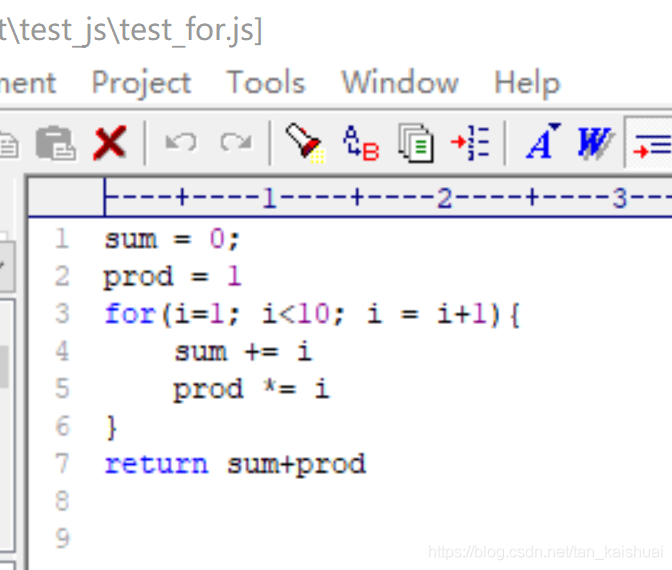 t\test_js\test_for.js]
ment Project Tools Window Help
A B A W
----+----1----+----2----+----3---
1 sum = 0;
2 prod = 1
3 for(i=1; i<10; i = i+1){
4     sum += i
5     prod *= i
6 }
7 return sum+prod
8
9
https://blog.csdn.net/tan_kaishuai